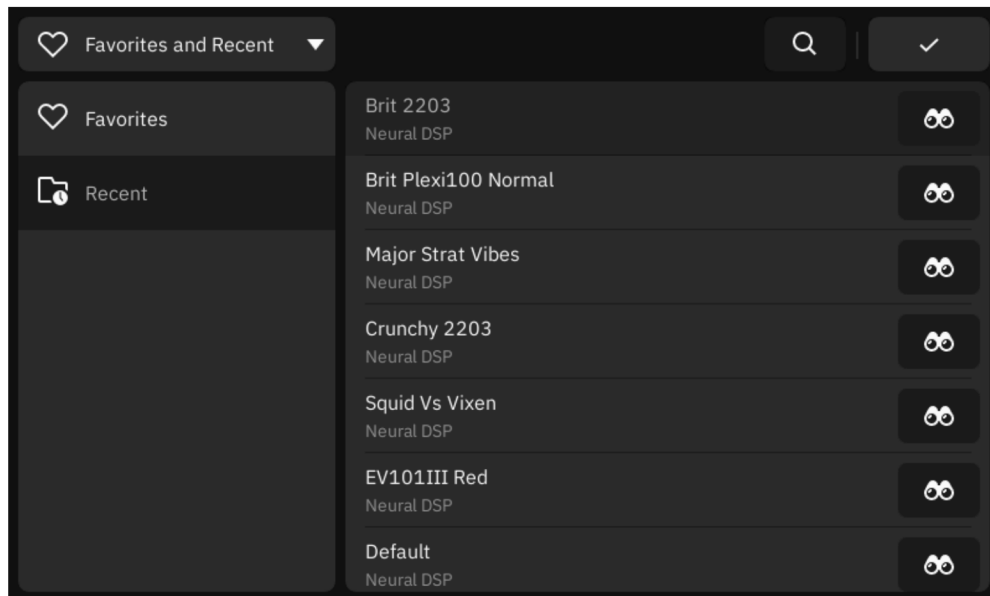 Favorites and Recent
Favorites
Recent
Brit 2203
Neural DSP
Brit Plexi100 Normal
Neural DSP
Major Strat Vibes
Neural DSP
Crunchy 2203
Neural DSP
Squid Vs Vixen
Neural DSP
EV101III Red
Neural DSP
Default
Neural DSP